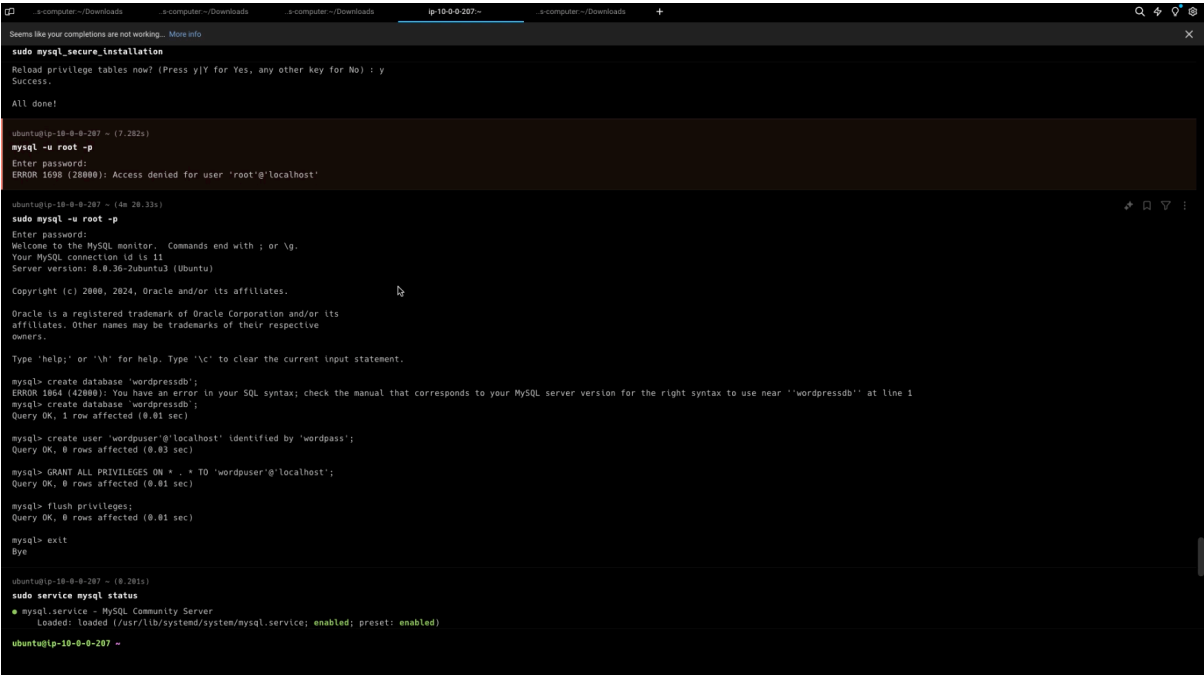 ..s-computer:~/Downloads ..s-computer:~/Downloads ..s-computer:~/Downloads ip-10-0-0-207:~ ..s-computer:~/Downloads +
Seems like your completions are not working... More info
sudo mysql_secure_installation
Reload privilege tables now? (Press y|Y for Yes, any other key for No) : y
Success.
All done!
ubuntu@ip-10-0-0-207 ~ (7.282s)
mysql -u root -p
Enter password:
ERROR 1698 (28000): Access denied for user 'root'@'localhost'
ubuntu@ip-10-0-0-207 ~ (4m 20.33s)
sudo mysql -u root -p
Enter password:
Welcome to the MySQL monitor.  Commands end with ; or \g.
Your MySQL connection id is 11
Server version: 8.0.36-2ubuntu3 (Ubuntu)
Copyright (c) 2000, 2024, Oracle and/or its affiliates.
Oracle is a registered trademark of Oracle Corporation and/or its
affiliates. Other names may be trademarks of their respective
owners.
Type 'help;' or '\h' for help. Type '\c' to clear the current input statement.
mysql> create database 'wordpressdb';
ERROR 1064 (42000): You have an error in your SQL syntax; check the manual that corresponds to your MySQL server version for the right syntax to use near ''wordpressdb'' at line 1
mysql> create database `wordpressdb`;
Query OK, 1 row affected (0.01 sec)
mysql> create user 'wordpuser'@'localhost' identified by 'wordpass';
Query OK, 0 rows affected (0.03 sec)
mysql> GRANT ALL PRIVILEGES ON * . * TO 'wordpuser'@'localhost';
Query OK, 0 rows affected (0.01 sec)
mysql> flush privileges;
Query OK, 0 rows affected (0.01 sec)
mysql> exit
Bye
ubuntu@ip-10-0-0-207 ~ (0.201s)
sudo service mysql status
● mysql.service - MySQL Community Server
Loaded: loaded (/usr/lib/systemd/system/mysql.service; enabled; preset: enabled)
ubuntu@ip-10-0-0-207 ~